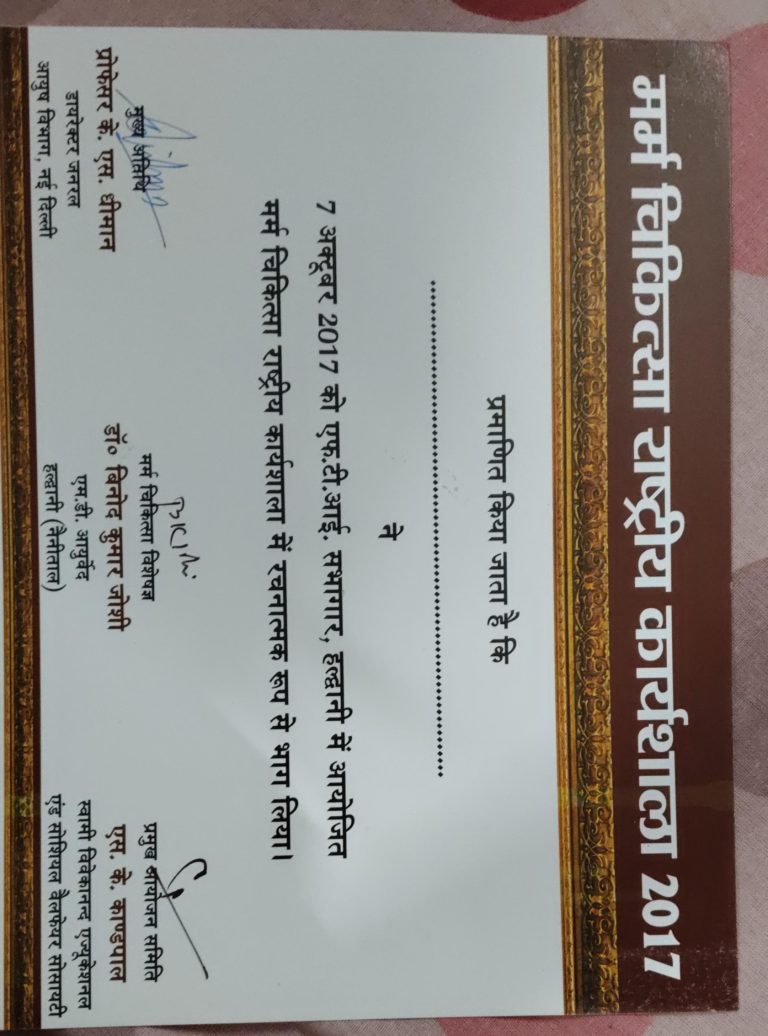 मर्म चिकित्सा राष्ट्रीय कार्यशाला 2017
प्रमाणित किया जाता है कि
ने
7 अक्टूबर 2017 को एफ.टी.आई. सभागार, हल्द्वानी में आयोजित
मर्म चिकित्सा राष्ट्रीय कार्यशाला में रचनात्मक रूप से भाग लिया।
मुख्य अतिथि
प्रोफेसर के. एस. धीमान
डायरेक्टर जनरल
आयुष विभाग, नई दिल्ली
मर्म चिकित्सा विशेषज्ञ
डॉ० विनोद कुमार जोशी
एम.डी. आयुर्वेद
हल्द्वानी (नैनीताल)
प्रमुख आयोजन समिति
एस. के. काण्डपाल
स्वामी विवेकानन्द एज्युकेशनल
एंड सोशियल वैलफेयर सोसायटी